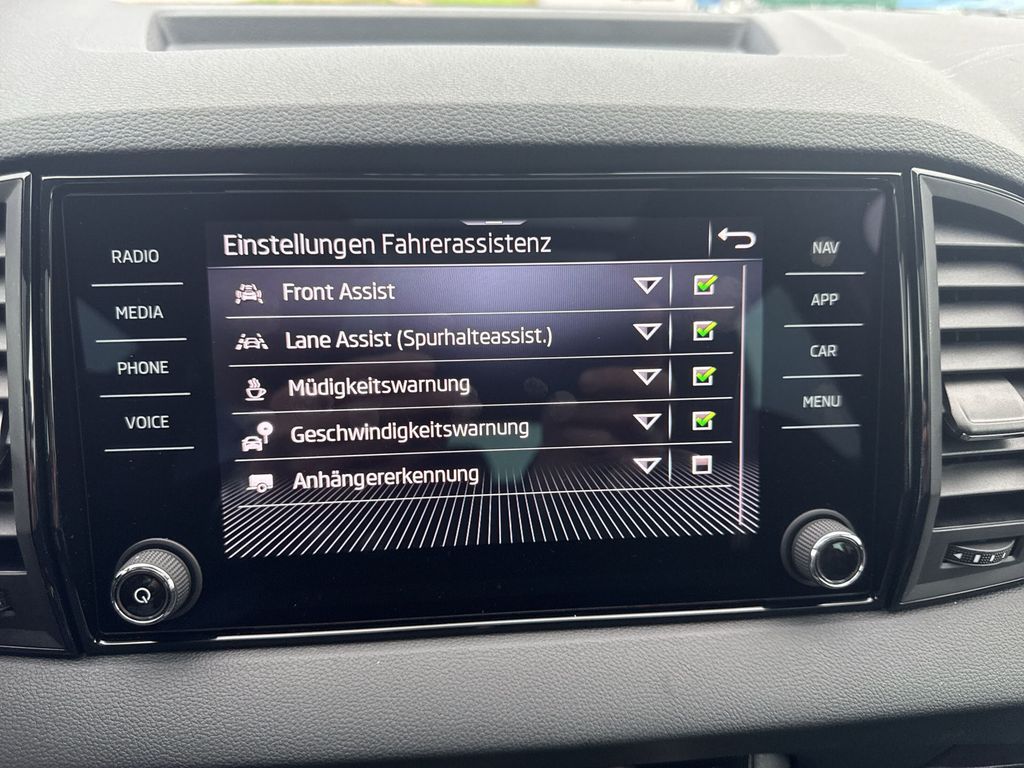 RADIO
MEDIA
PHONE
VOICE
Einstellungen Fahrerassistenz
Front Assist
Lane Assist (Spurhalteassist.)
Müdigkeitswarnung
Geschwindigkeitswarnung
Anhängererkennung
NAV
APP
CAR
MENU